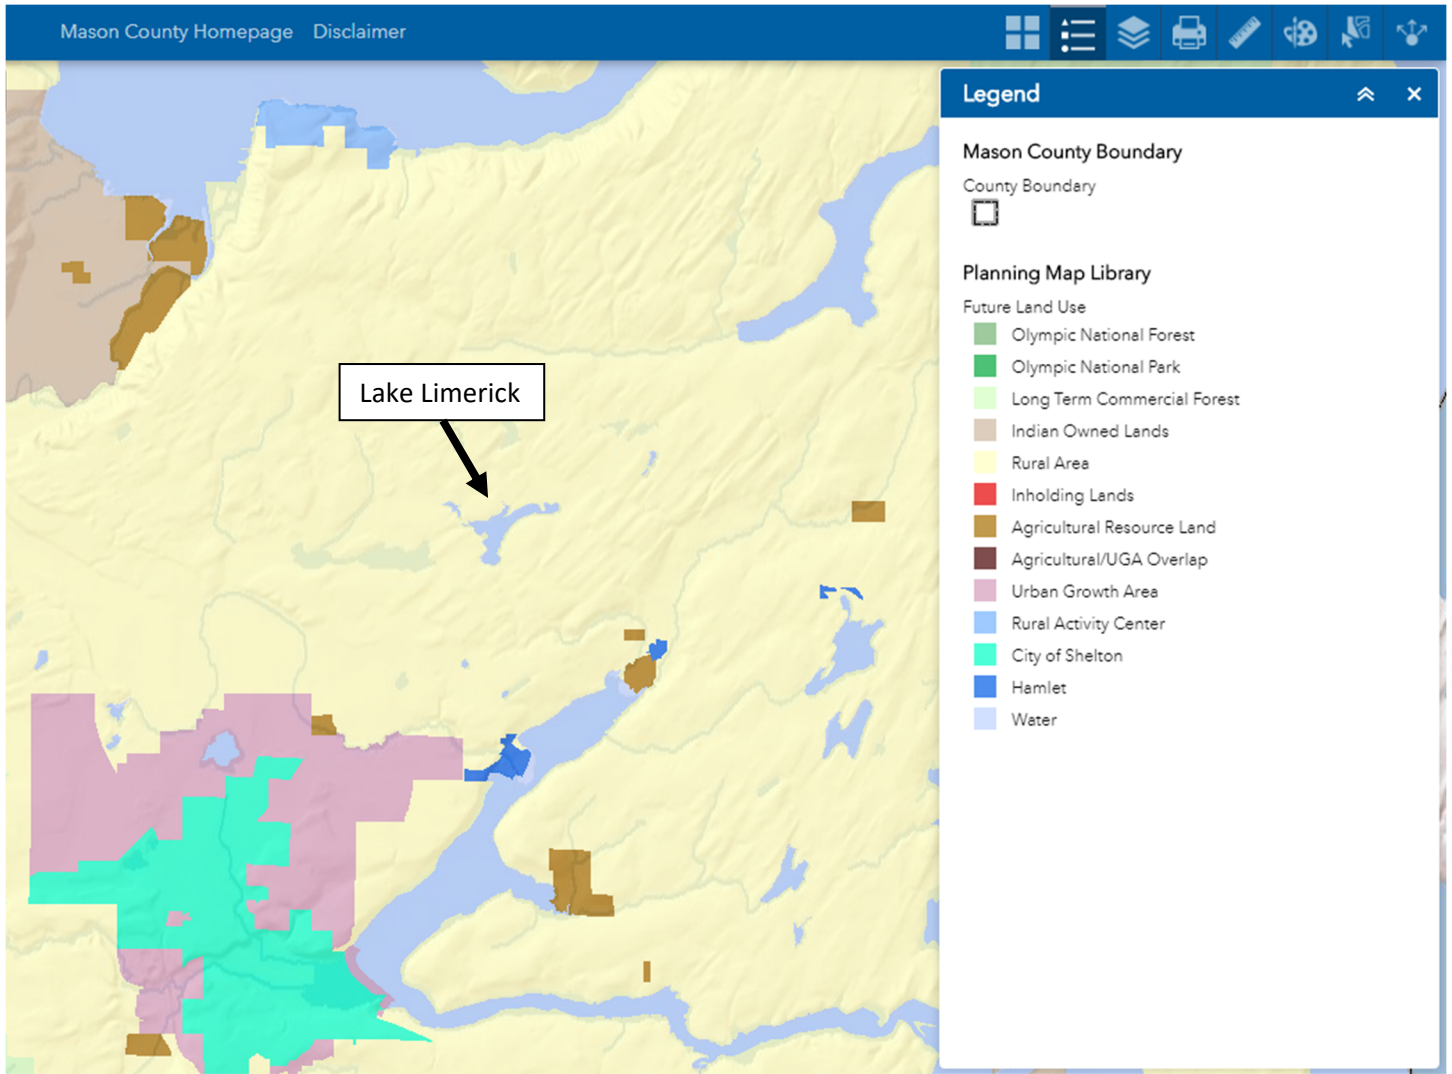 Mason County Homepage Disclaimer
Legend
Mason County Boundary
County Boundary
Planning Map Library
Future Land Use
Olympic National Forest
Olympic National Park
Long Term Commercial Forest
Indian Owned Lands
Rural Area
Inholding Lands
Agricultural Resource Land
Agricultural/UGA Overlap
Urban Growth Area
Rural Activity Center
City of Shelton
Hamlet
Water
Lake Limerick